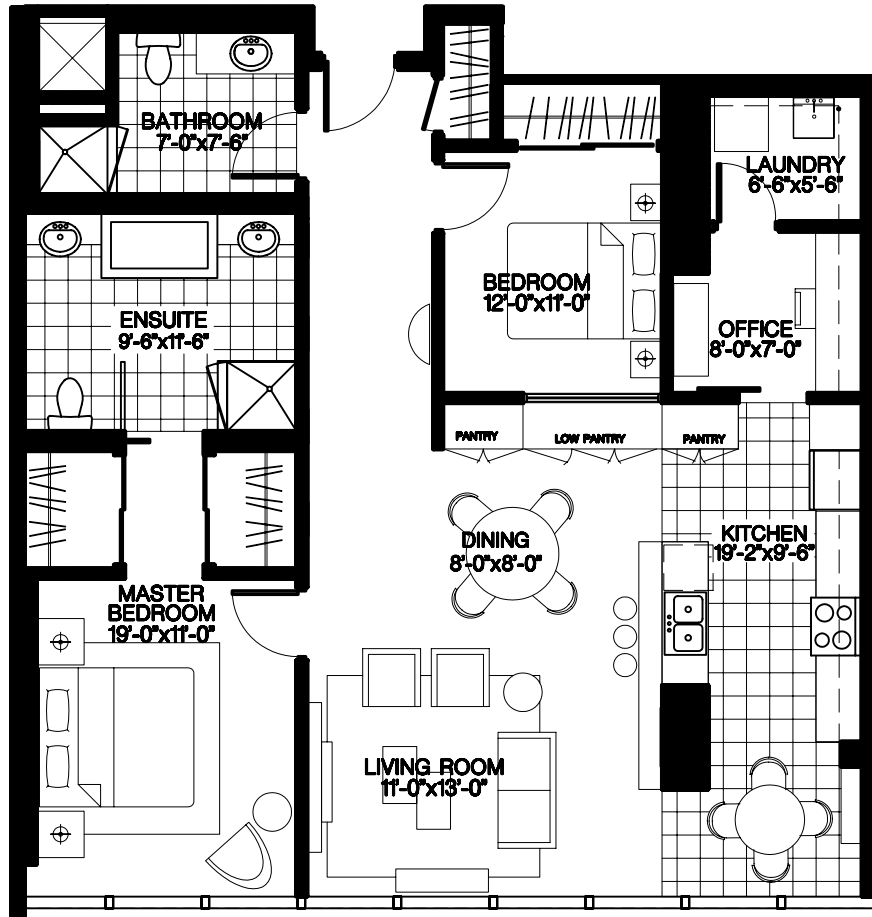 BATHROOM
7'-0"x7'-6"
LAUNDRY
6'-6"x5'-6"
BEDROOM
12'-0"x11'-0"
ENSUITE
9'-6"x11'-6"
OFFICE
8'-0"x7'-0"
PANTRY
LOW PANTRY
PANTRY
DINING
8'-0"x8'-0"
KITCHEN
19'-2"x9'-6"
MASTER
BEDROOM
19'-0"x11'-0"
LIVING ROOM
11'-0"x13'-0"